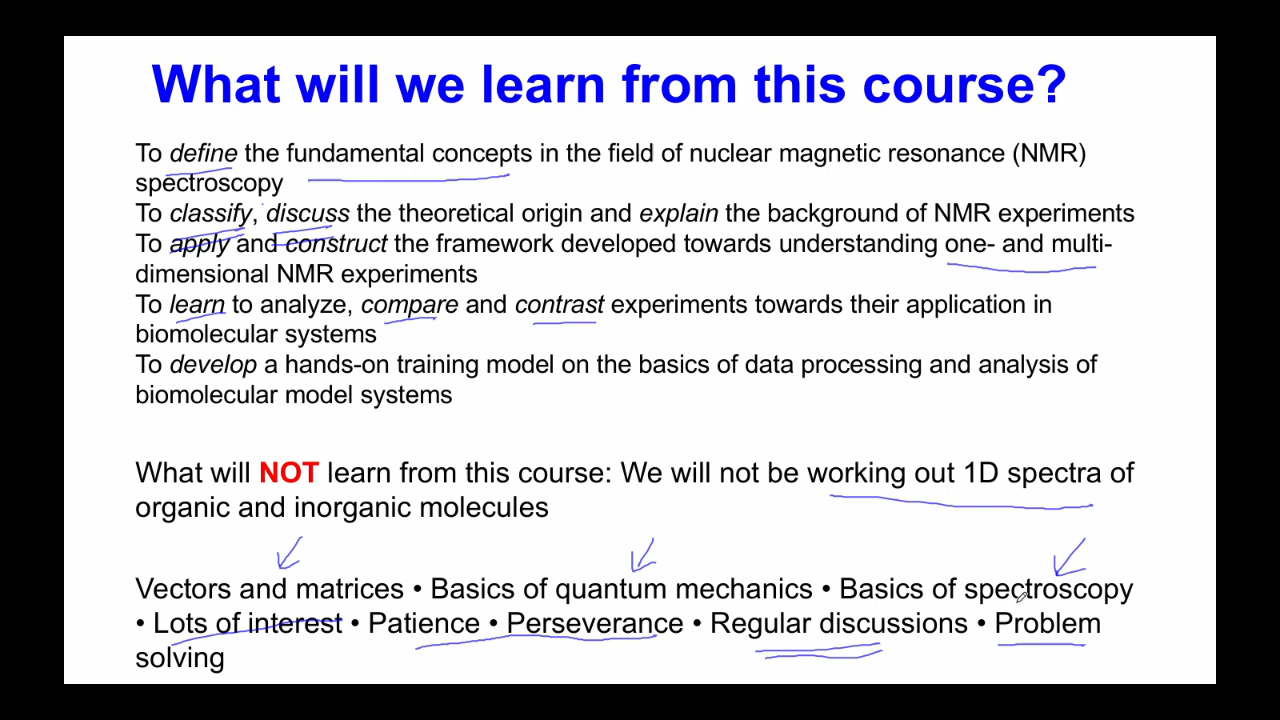 What will we learn from this course?
To define the fundamental concepts in the field of nuclear magnetic resonance (NMR)
spectroscopy
To classify, discuss the theoretical origin and explain the background of NMR experiments
To apply and construct the framework developed towards understanding one- and multi-
dimensional NMR experiments
To learn to analyze, compare and contrast experiments towards their application in
biomolecular systems
To develop a hands-on training model on the basics of data processing and analysis of
biomolecular model systems
What will NOT learn from this course: We will not be working out 1D spectra of
organic and inorganic molecules
Vectors and matrices • Basics of quantum mechanics • Basics of spectroscopy
• Lots of interest • Patience • Perseverance • Regular discussions • Problem
solving